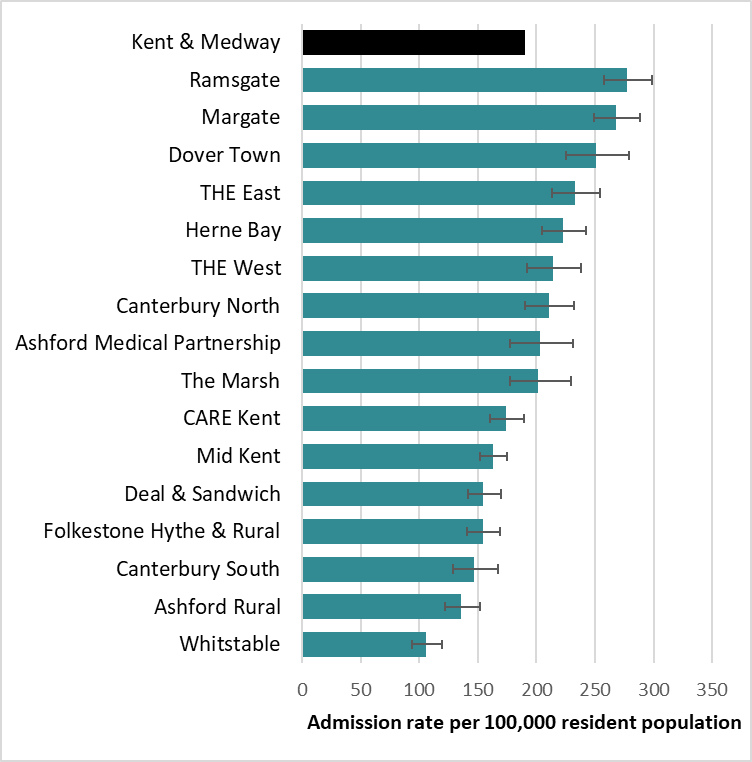 Kent & Medway
Ramsgate
Margate
Dover Town
THE East
Herne Bay
THE West
Canterbury North
Ashford Medical Partnership
The Marsh
CARE Kent
Mid Kent
Deal & Sandwich
Folkestone Hythe & Rural
Canterbury South
Ashford Rural
Whitstable
0 50 100 150 200 250 300 350
Admission rate per 100,000 resident population